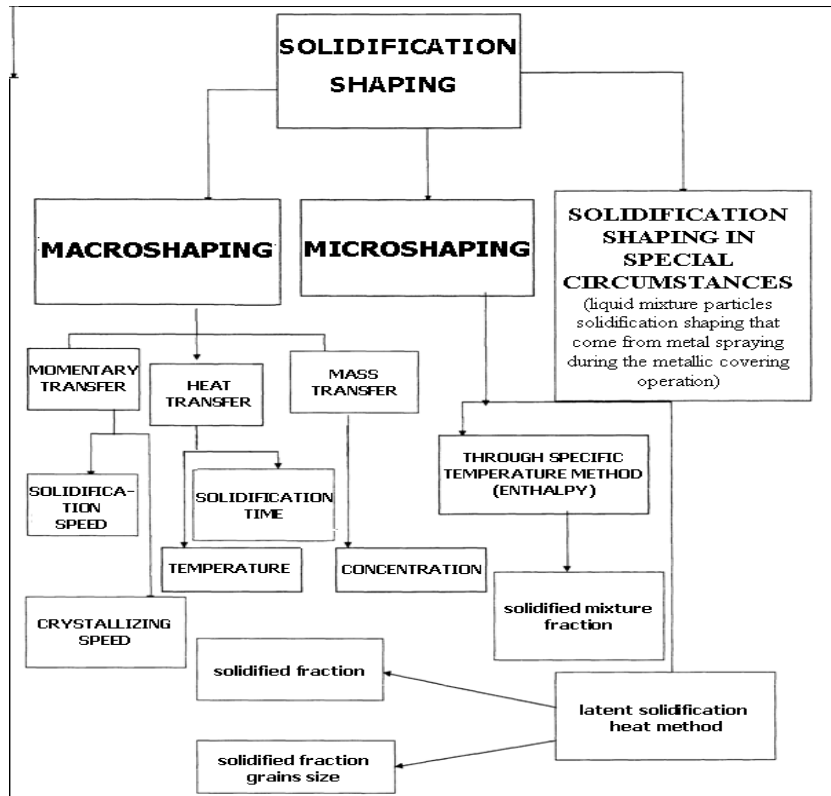 SOLIDIFICATION
SHAPING
MACROSHAPING
MICROSHAPING
SOLIDIFICATION
SHAPING IN
SPECIAL
CIRCUMSTANCES
(liquid mixture particles
solidification shaping that
come from metal spraying
during the metallic covering
operation)
MOMENTARY
TRANSFER
HEAT
TRANSFER
MASS
TRANSFER
SOLIDIFICA-
TION
SPEED
SOLIDIFICATION
TIME
THROUGH SPECIFIC
TEMPERATURE METHOD
(ENTHALPY)
TEMPERATURE
CONCENTRATION
CRYSTALLIZING
SPEED
solidified mixture
fraction
solidified fraction
latent solidification
heat method
solidified fraction
grains size